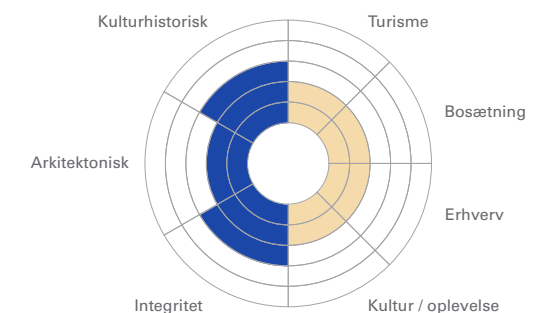 Kulturhistorisk
Turisme
Bosætning
Arkitektonisk
Erhverv
Integritet
Kultur / oplevelse